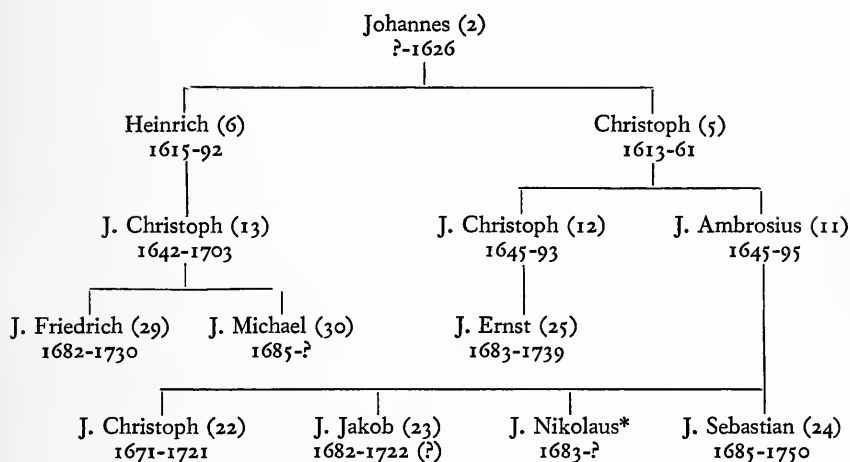 Johannes (2)
?-1626
Heinrich (6) Christoph (5)
1615-92 1613-61
J. Christoph (13) J. Christoph (12) J. Ambrosius (11)
1642-1703 1645-93 1645-95
J. Friedrich (29) J. Michael (30) J. Ernst (25)
1682-1730 1685-? 1683-1739
J. Christoph (22) J. Jakob (23) J. Nikolaus* J. Sebastian (24)
1671-1721 1682-1722 (?) 1683-? 1685-1750